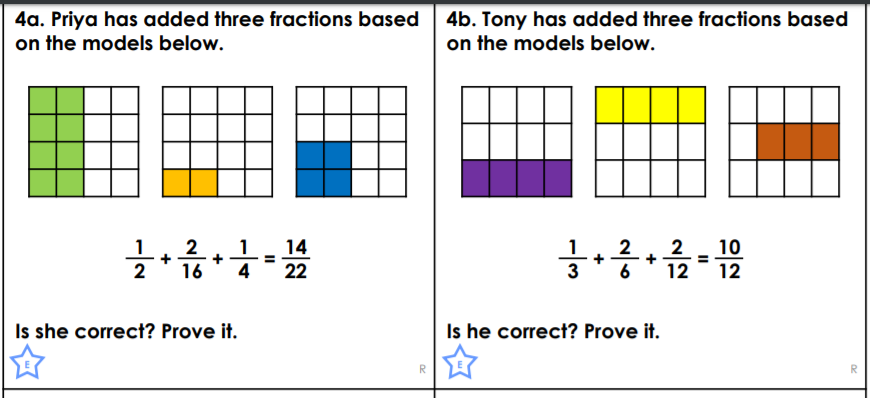 4a. Priya has added three fractions based
on the models below.
1/2 + 2/16 + 1/4 = 14/22
Is she correct? Prove it.
E
R
4b. Tony has added three fractions based
on the models below.
1/3 + 2/6 + 2/12 = 10/12
Is he correct? Prove it.
E
R